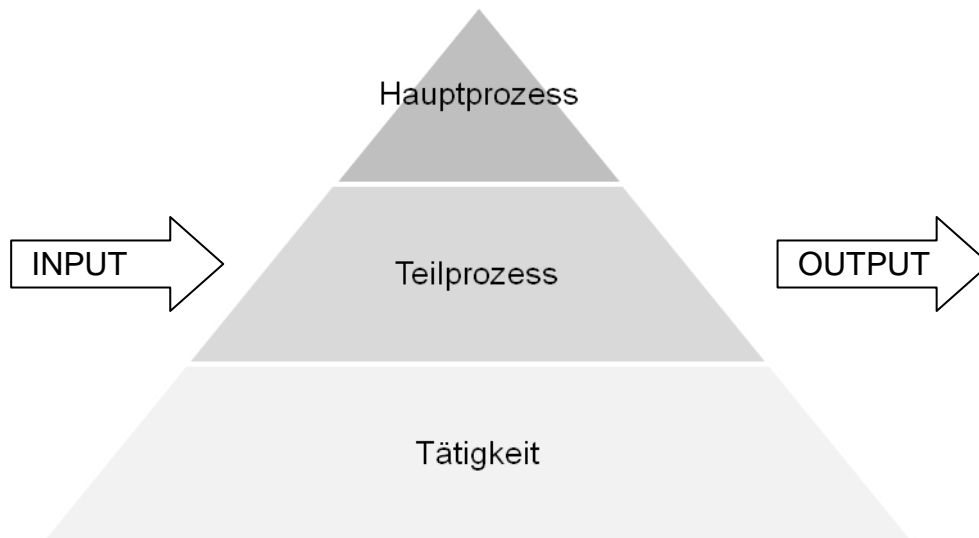 Hauptprozess
INPUT
Teilprozess
OUTPUT
Tätigkeit